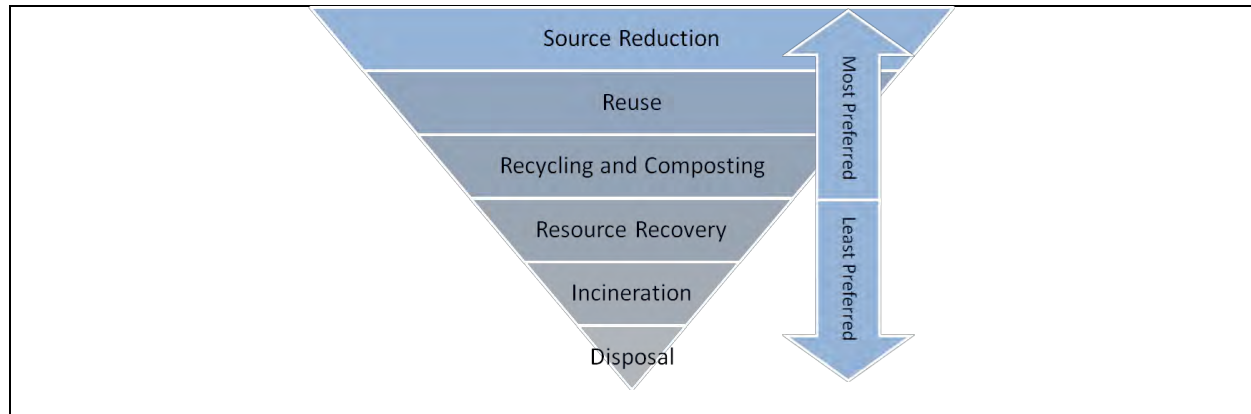 Source Reduction
Reuse
Recycling and Composting
Resource Recovery
Incineration
Disposal
Most Preferred
Least Preferred